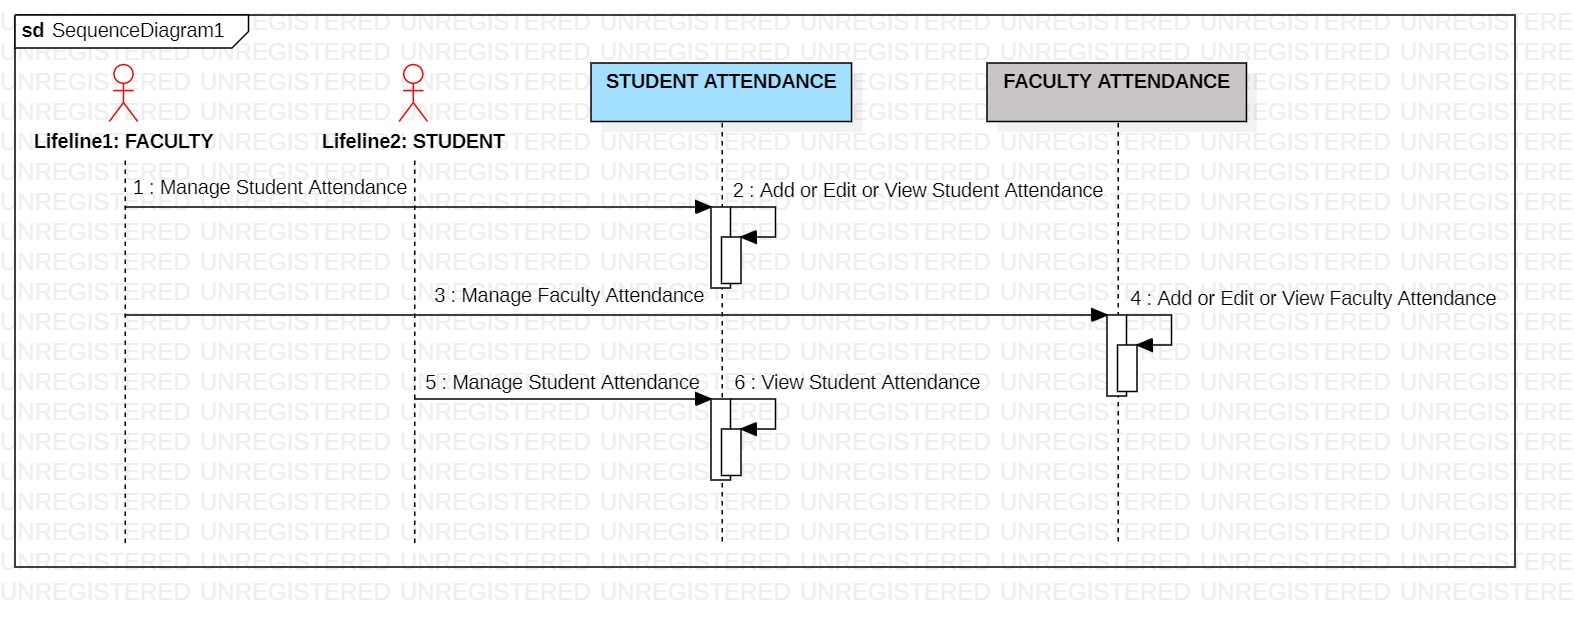 sd SequenceDiagram1
Lifeline1: FACULTY
Lifeline2: STUDENT
STUDENT ATTENDANCE
FACULTY ATTENDANCE
1 : Manage Student Attendance
2 : Add or Edit or View Student Attendance
3 : Manage Faculty Attendance
4 : Add or Edit or View Faculty Attendance
5 : Manage Student Attendance
6 : View Student Attendance
UNREGISTERED UNREGISTERED UNREGISTERED UNREGISTERED UNREGISTERED UNREGISTERED UNREGISTERED